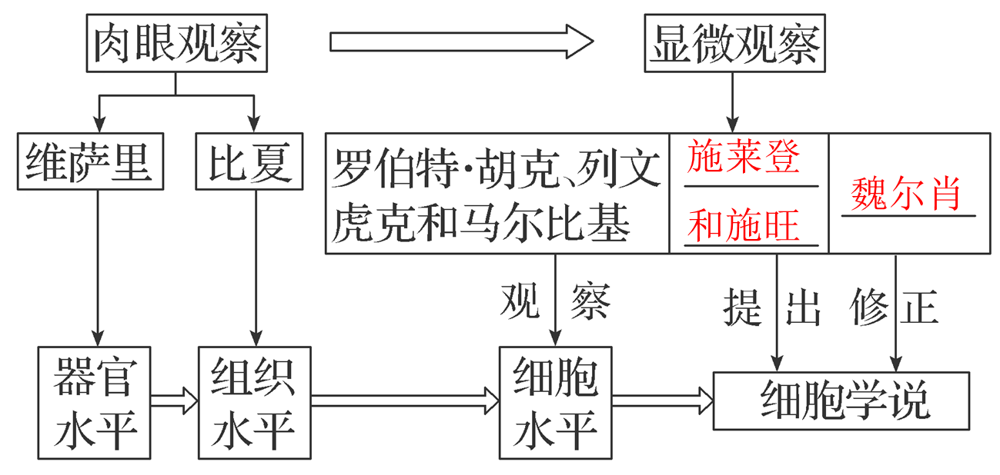 肉眼观察
显微观察
维萨里
比夏
罗伯特·胡克、列文
虎克和马尔比基
施莱登
和施旺
魏尔肖
观察
提出
修正
器官
水平
组织
水平
细胞
水平
细胞学说